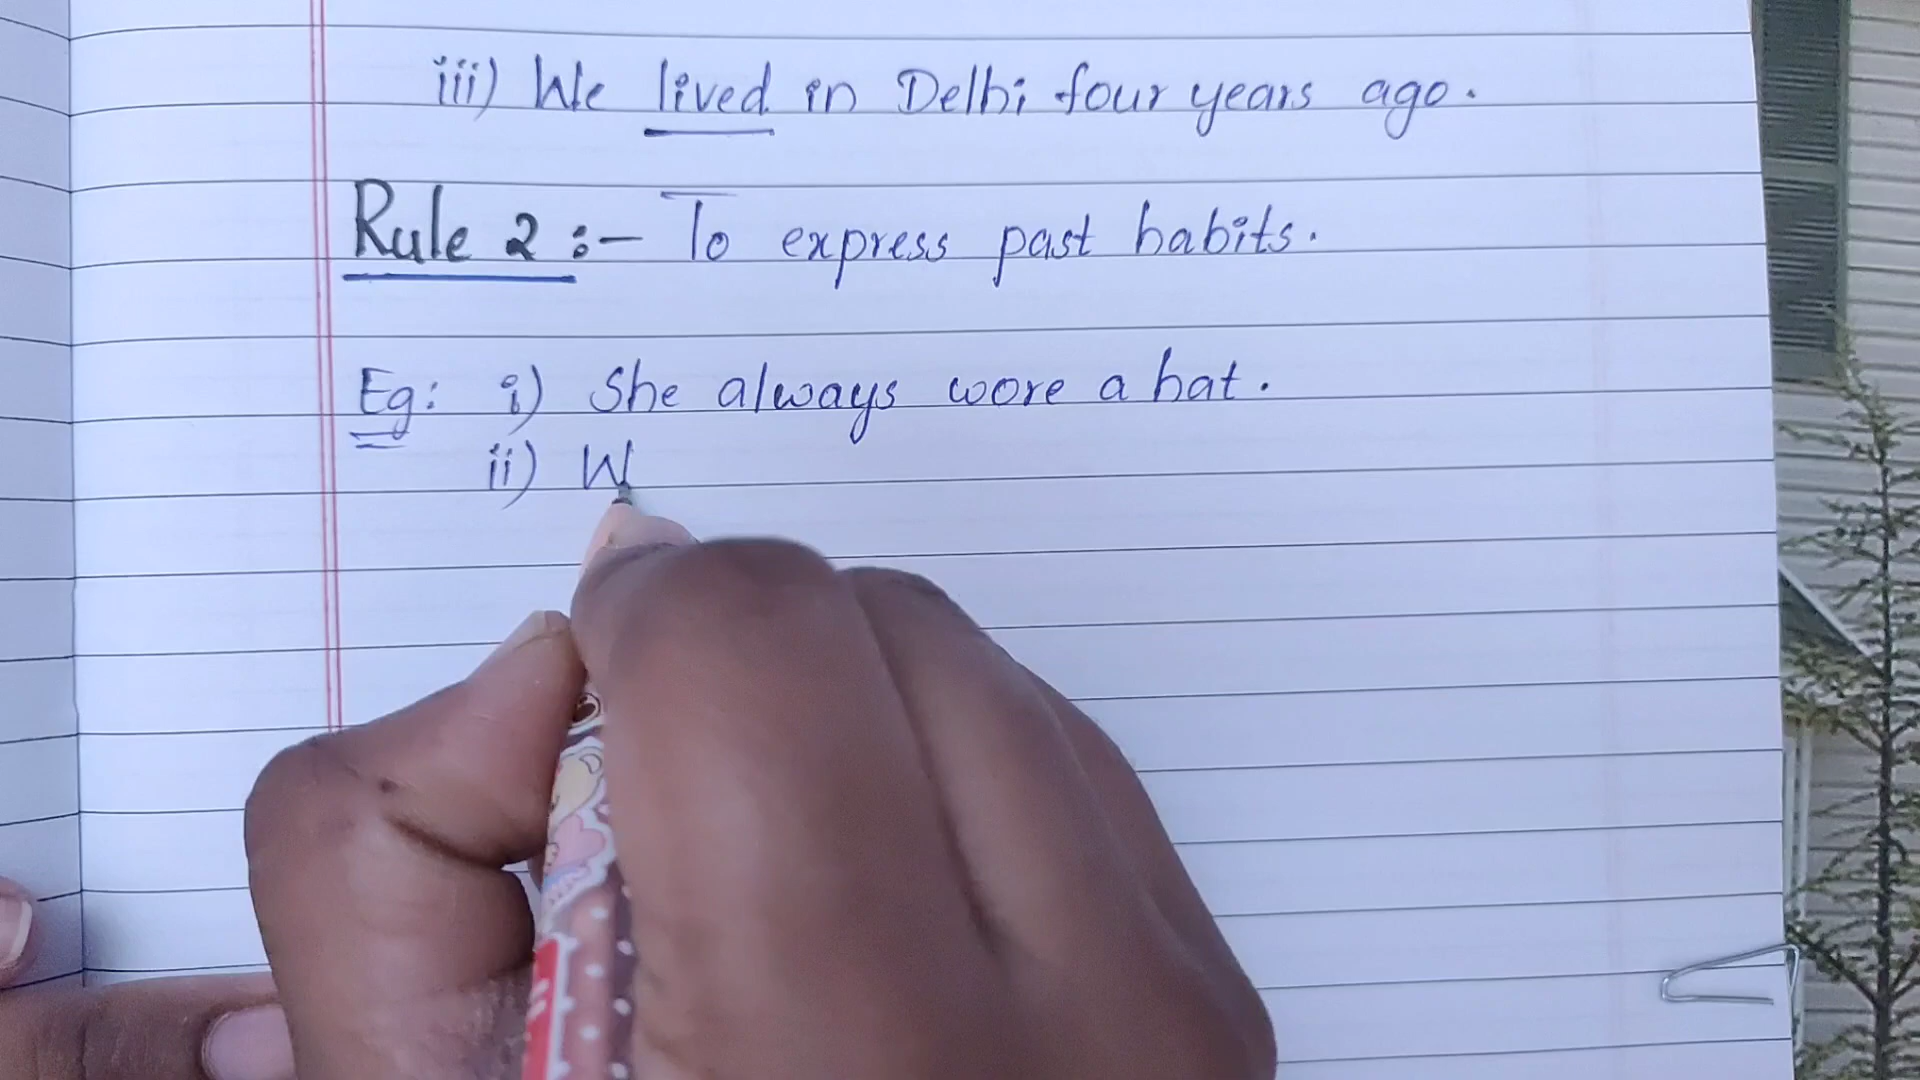 iii) We lived in Delhi four years ago.
Rule 2 :- To express past habits.
Eg: i) She always wore a hat.
ii) W